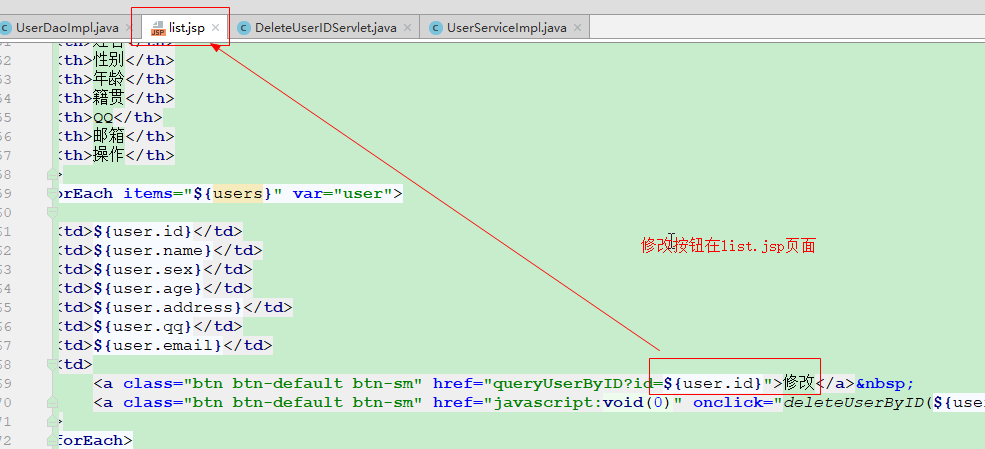 UserDaoImpl.java × list.jsp × DeleteUserIDServlet.java × UserServiceImpl.java ×
<th>姓名</th>
52 <th>性别</th>
53 <th>年龄</th>
54 <th>籍贯</th>
55 <th>QQ</th>
56 <th>邮箱</th>
57 <th>操作</th>
58 >
59 orEach items="${users}" var="user">
60
61 <td>${user.id}</td>
62 <td>${user.name}</td>
修改按钮在list.jsp页面
63 <td>${user.sex}</td>
64 <td>${user.age}</td>
65 <td>${user.address}</td>
66 <td>${user.qq}</td>
67 <td>${user.email}</td>
68 <td>
69 <a class="btn btn-default btn-sm" href="queryUserByID?id=${user.id}">修改</a>&nbsp;
70 <a class="btn btn-default btn-sm" href="javascript:void(0)" onclick="deleteUserByID(${use
71 >
72 forEach>